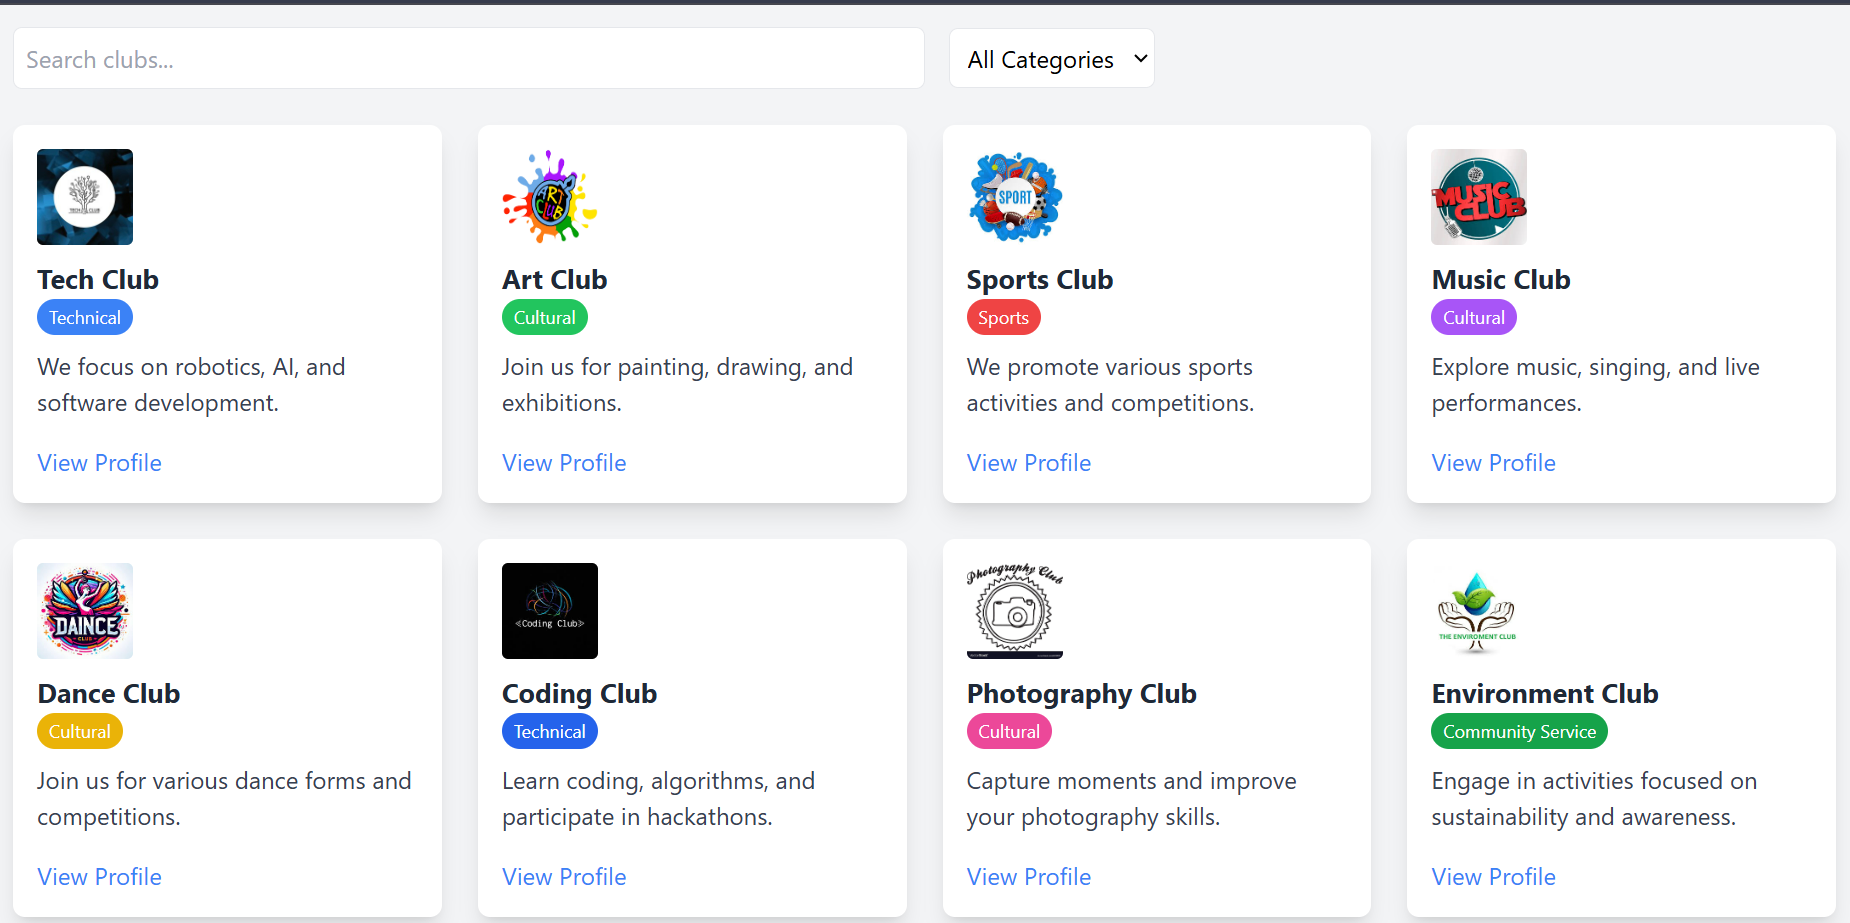 Search clubs...
All Categories
TECH CLUB
Tech Club
Technical
We focus on robotics, AI, and
software development.
View Profile
ART
CLUB
Art Club
Cultural
Join us for painting, drawing, and
exhibitions.
View Profile
SPORT
Sports Club
Sports
We promote various sports
activities and competitions.
View Profile
MUSIC
CLUB
Music Club
Cultural
Explore music, singing, and live
performances.
View Profile
DAINCE
CLUB
Dance Club
Cultural
Join us for various dance forms and
competitions.
View Profile
<Coding Club>
Coding Club
Technical
Learn coding, algorithms, and
participate in hackathons.
View Profile
Photography Club
Photography Club
Cultural
Capture moments and improve
your photography skills.
View Profile
THE ENVIROMENT CLUB
Environment Club
Community Service
Engage in activities focused on
sustainability and awareness.
View Profile